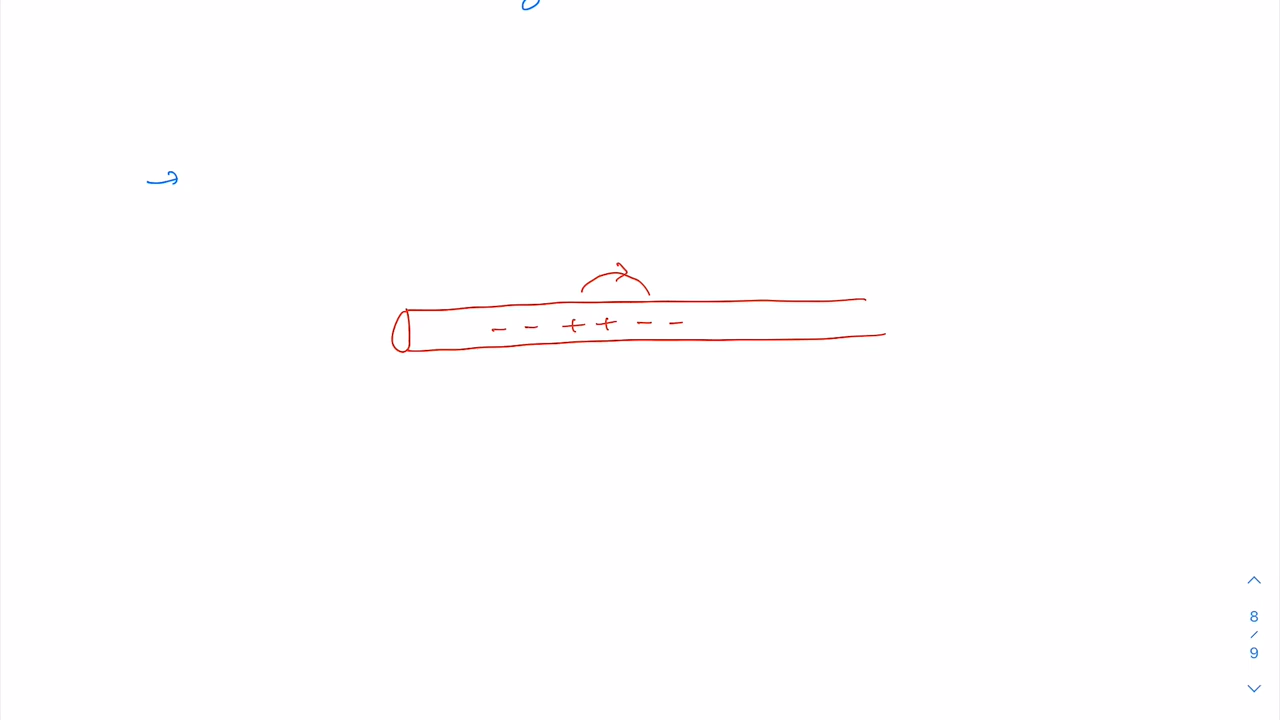 →
- - + + - -
8
/
9